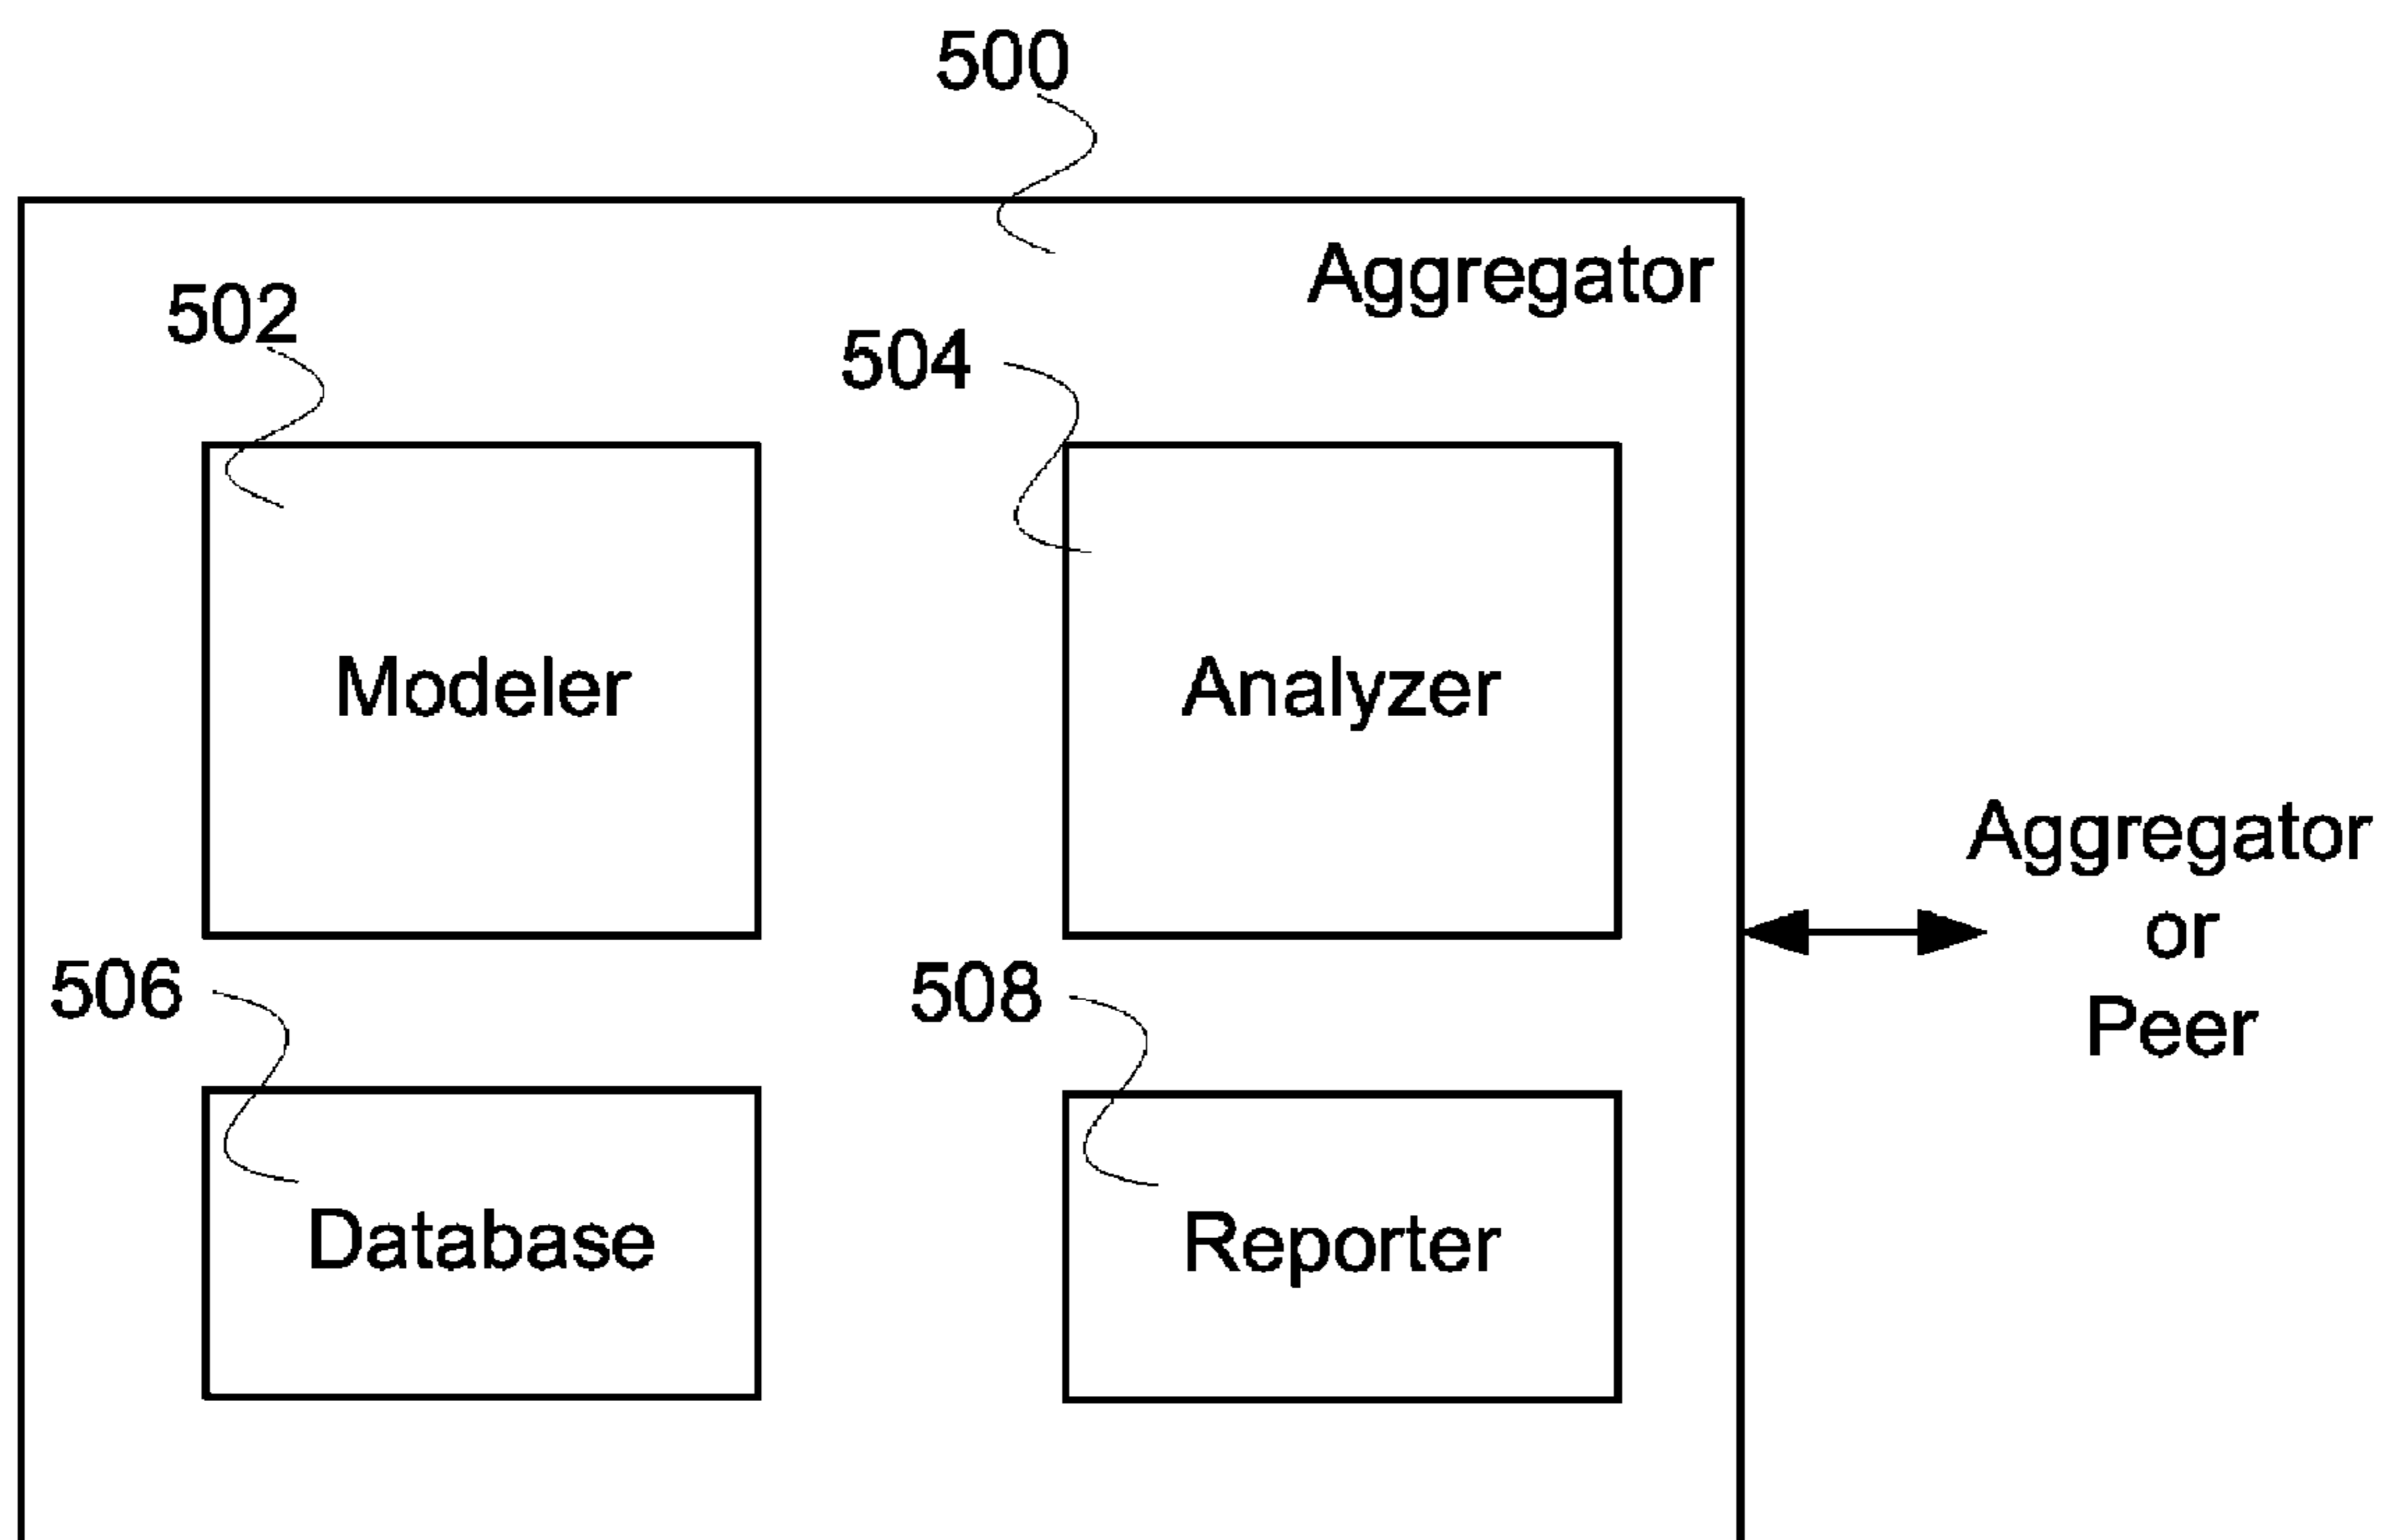 500
Aggregator
502
504
Modeler
Analyzer
Aggregator
or
Peer
506
508
Database
Reporter